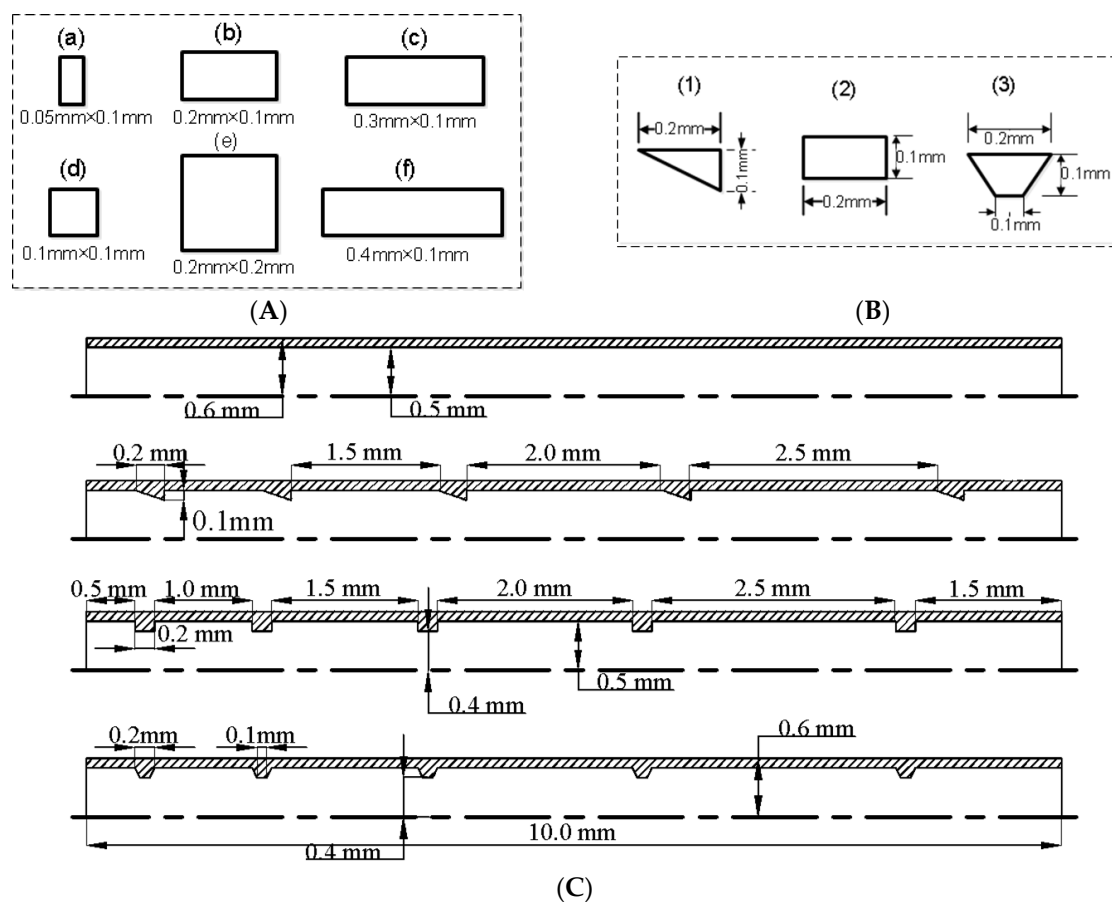 (a) (b) (c)
0.05mm×0.1mm 0.2mm×0.1mm 0.3mm×0.1mm
(d) (e) (f)
0.1mm×0.1mm 0.2mm×0.2mm 0.4mm×0.1mm
(A)
(1) (2) (3)
0.2mm 0.2mm
0.1mm 0.1mm 0.1mm
0.2mm 0.1mm
(B)
0.6 mm 0.5 mm
0.2 mm 1.5 mm 2.0 mm 2.5 mm
0.1mm
0.5 mm 1.0 mm 1.5 mm 2.0 mm 2.5 mm 1.5 mm
0.2 mm
0.4 mm 0.5 mm
0.2mm 0.1mm 0.6 mm
10.0 mm
0.4 mm
(C)